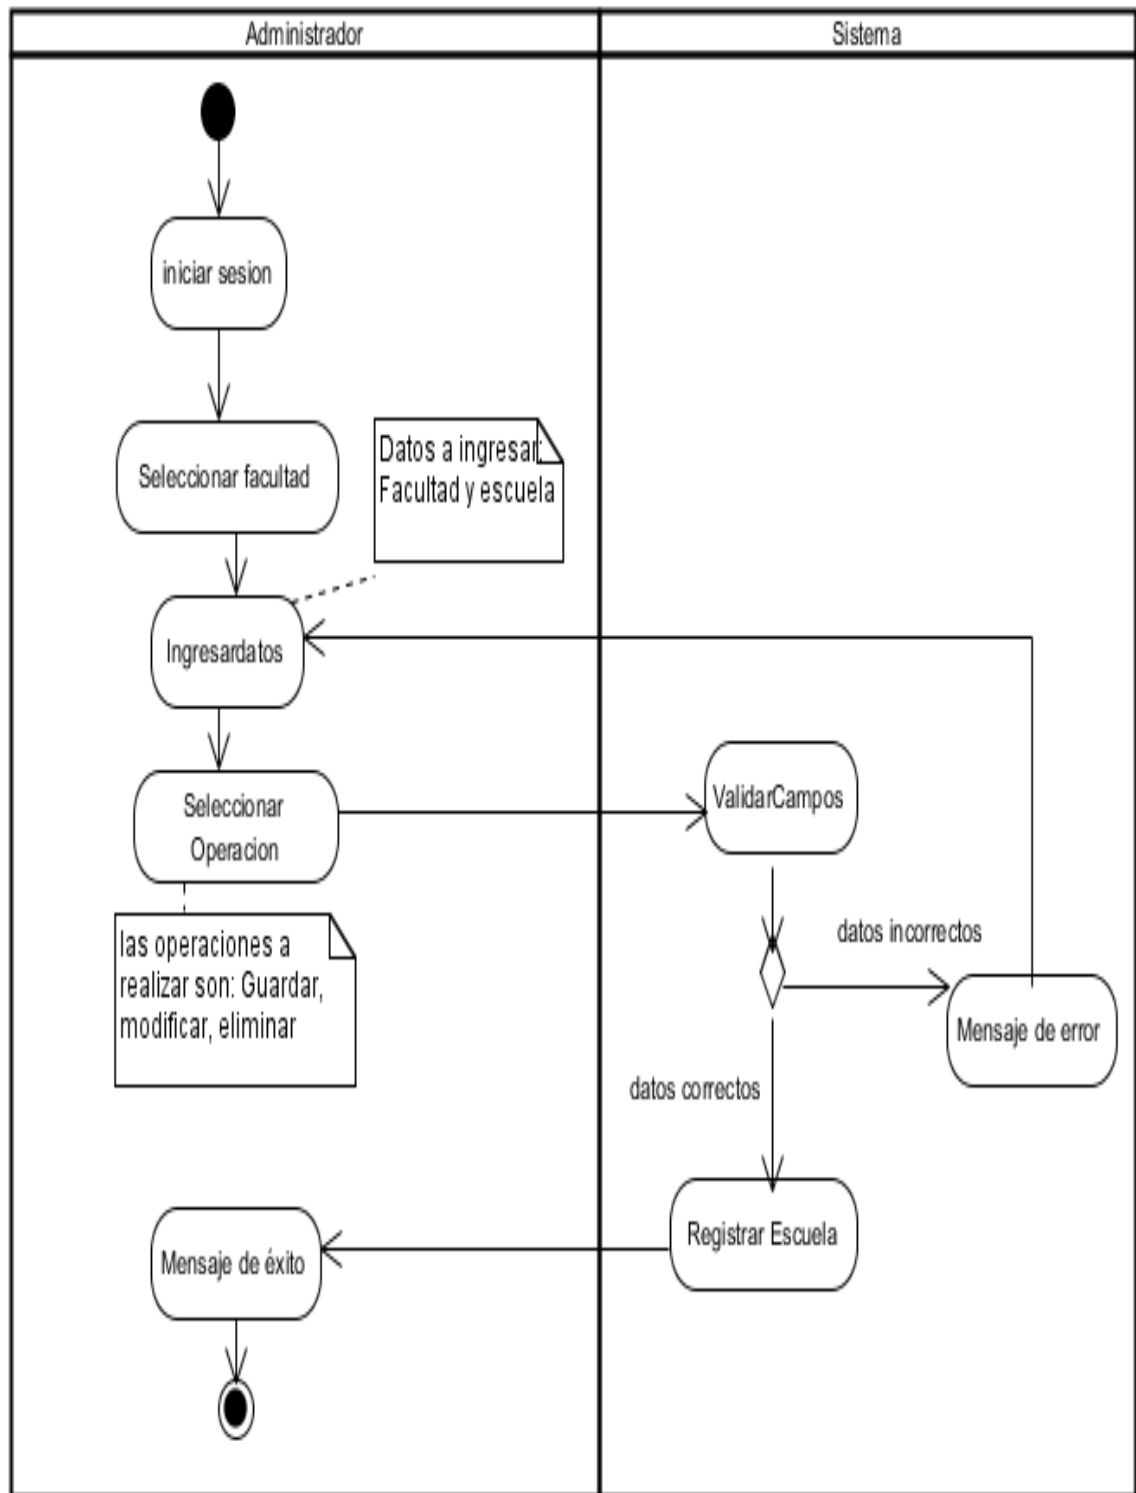 Administrador
Sistema
iniciar sesion
Seleccionar facultad
Datos a ingresar:
Facultad y escuela
Ingresardatos
Seleccionar
Operacion
ValidarCampos
las operaciones a
realizar son: Guardar,
modificar, eliminar
datos incorrectos
Mensaje de error
datos correctos
Registrar Escuela
Mensaje de éxito